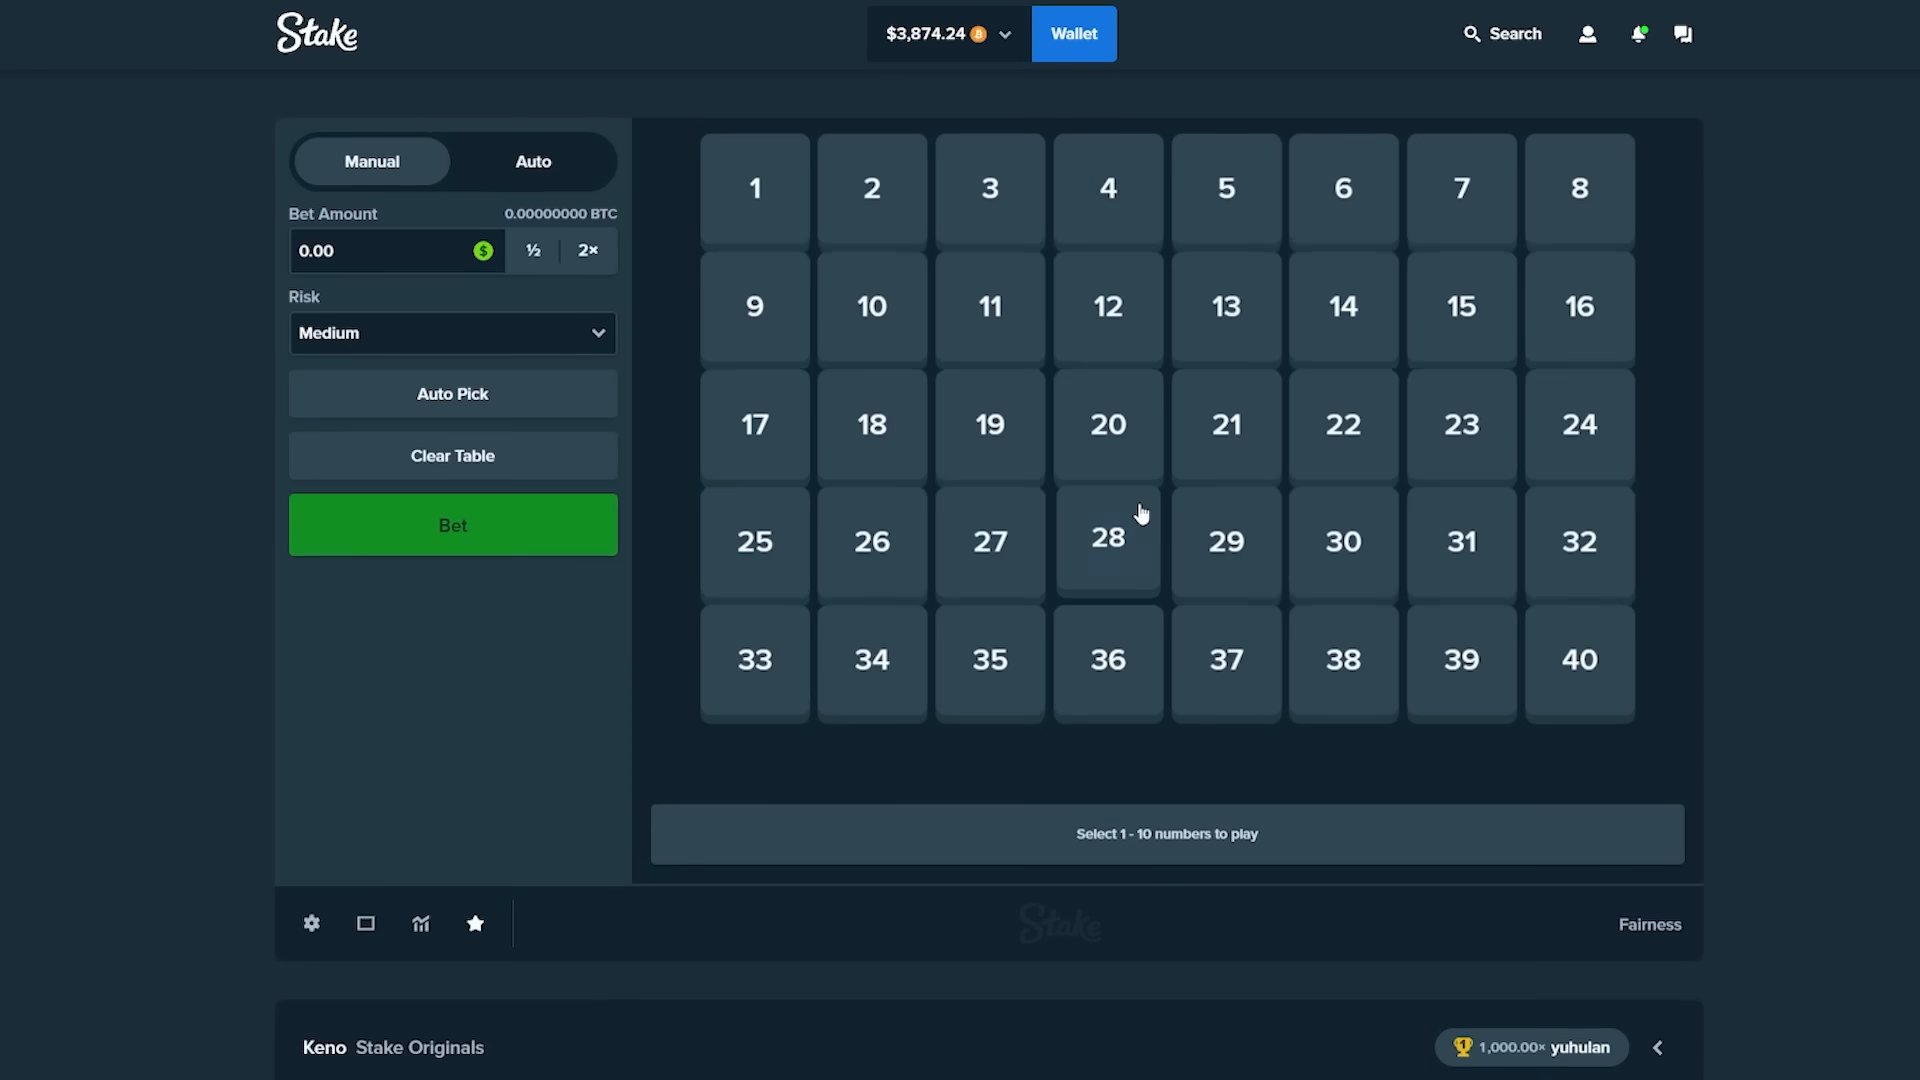 Stake
$3,874.24
Wallet
Search
Manual Auto
Bet Amount 0.00000000 BTC
0.00 $ ½ 2×
Risk
Medium
Auto Pick
Clear Table
Bet
1 2 3 4 5 6 7 8
9 10 11 12 13 14 15 16
17 18 19 20 21 22 23 24
25 26 27 28 29 30 31 32
33 34 35 36 37 38 39 40
Select 1 - 10 numbers to play
Stake
Fairness
Keno Stake Originals
1 1,000.00× yuhulan